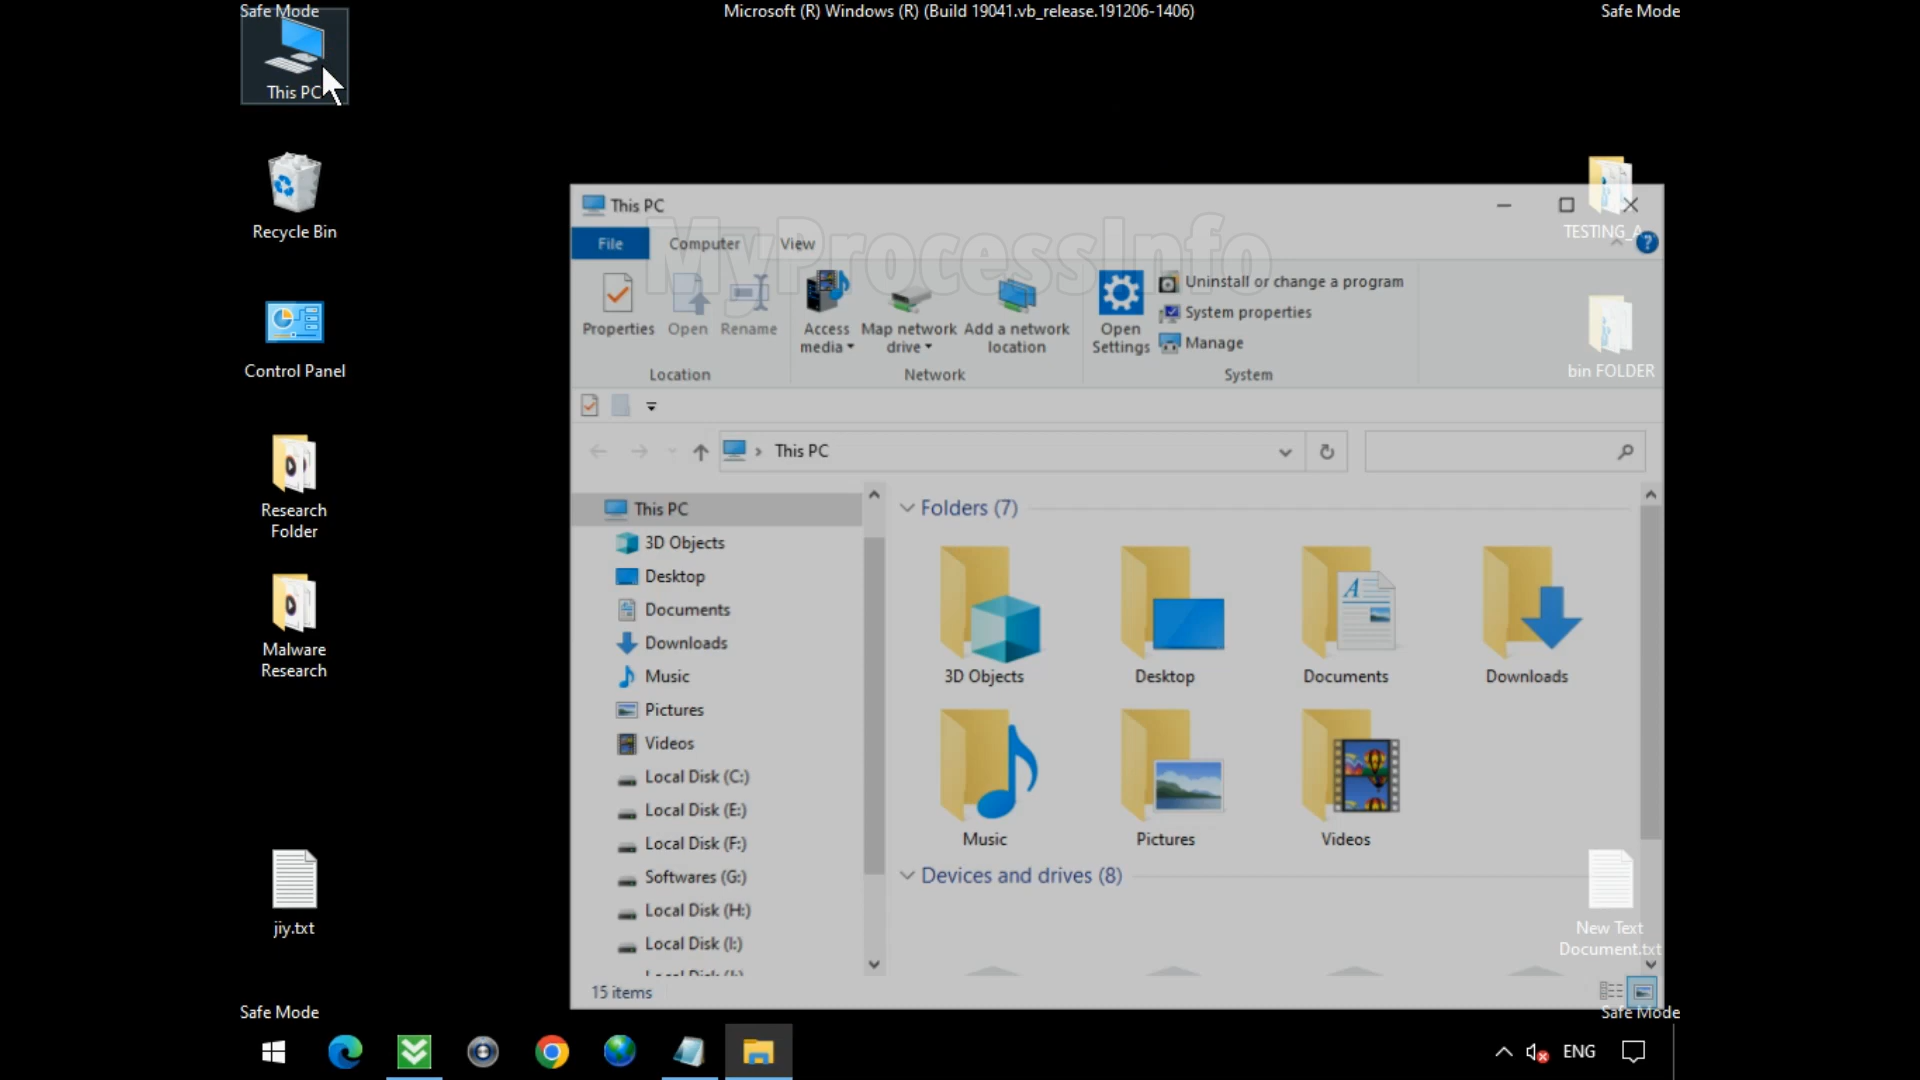 Safe Mode
Microsoft (R) Windows (R) (Build 19041.vb_release.191206-1406)
Safe Mode
This PC
Recycle Bin
Control Panel
Research
Folder
Malware
Research
jiy.txt
This PC
MyProcessInfo
File
Computer
View
Properties
Open
Rename
Location
Access
media
Map network
drive
Add a network
location
Network
Open
Settings
Uninstall or change a program
System properties
Manage
System
This PC
This PC
3D Objects
Desktop
Documents
Downloads
Music
Pictures
Videos
Local Disk (C:)
Local Disk (E:)
Local Disk (F:)
Softwares (G:)
Local Disk (H:)
Local Disk (I:)
Folders (7)
3D Objects
Desktop
Documents
Downloads
Music
Pictures
Videos
Devices and drives (8)
15 items
TESTING_A
bin FOLDER
New Text
Document.txt
Safe Mode
Safe Mode
ENG